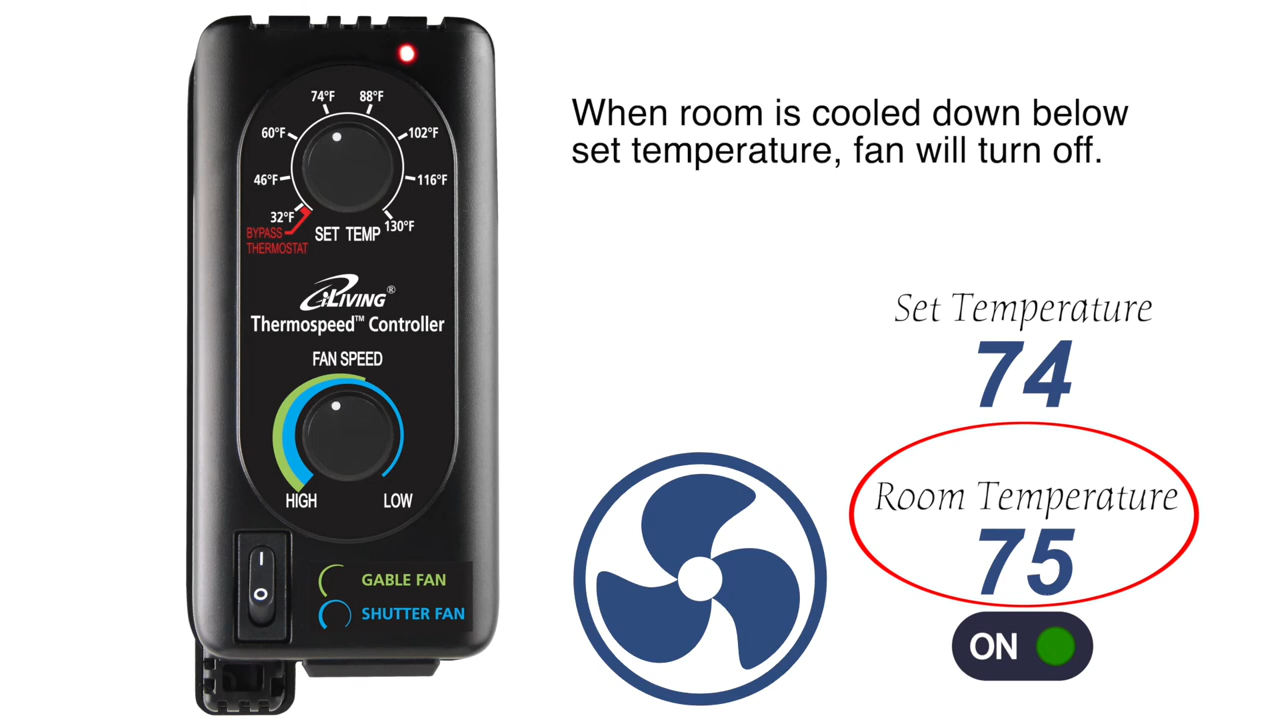 When room is cooled down below
set temperature, fan will turn off.
74°F 88°F
60°F 102°F
46°F 116°F
32°F 130°F
BYPASS
THERMOSTAT
SET TEMP
iLIVING®
Thermospeed™ Controller
FAN SPEED
HIGH LOW
I
O
GABLE FAN
SHUTTER FAN
Set Temperature
74
Room Temperature
75
ON